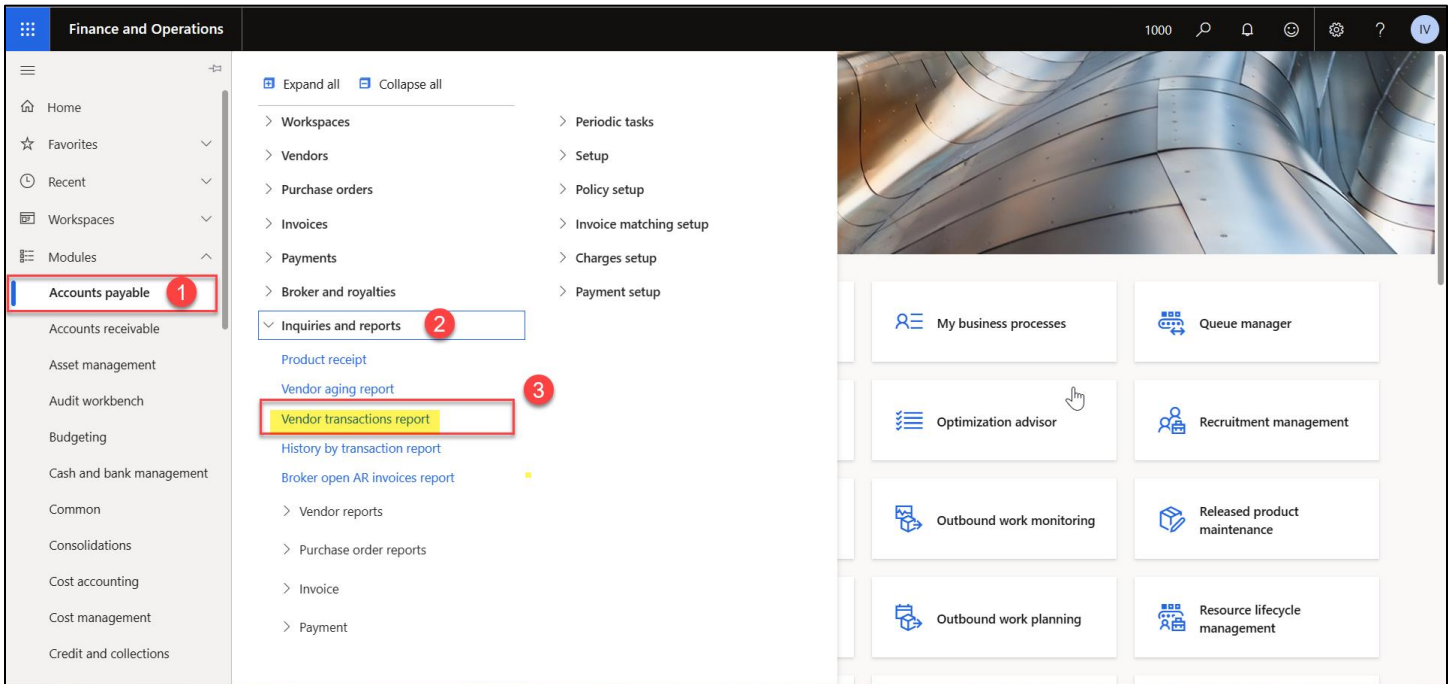 Finance and Operations
1000
?
IV
Expand all
Collapse all
Home
Favorites
Recent
Workspaces
Modules
Accounts payable
1
Accounts receivable
Asset management
Audit workbench
Budgeting
Cash and bank management
Common
Consolidations
Cost accounting
Cost management
Credit and collections
Workspaces
Vendors
Purchase orders
Invoices
Payments
Broker and royalties
Inquiries and reports
2
Product receipt
Vendor aging report
3
Vendor transactions report
History by transaction report
Broker open AR invoices report
Vendor reports
Purchase order reports
Invoice
Payment
Periodic tasks
Setup
Policy setup
Invoice matching setup
Charges setup
Payment setup
My business processes
Queue manager
Optimization advisor
Recruitment management
Outbound work monitoring
Released product
maintenance
Outbound work planning
Resource lifecycle
management